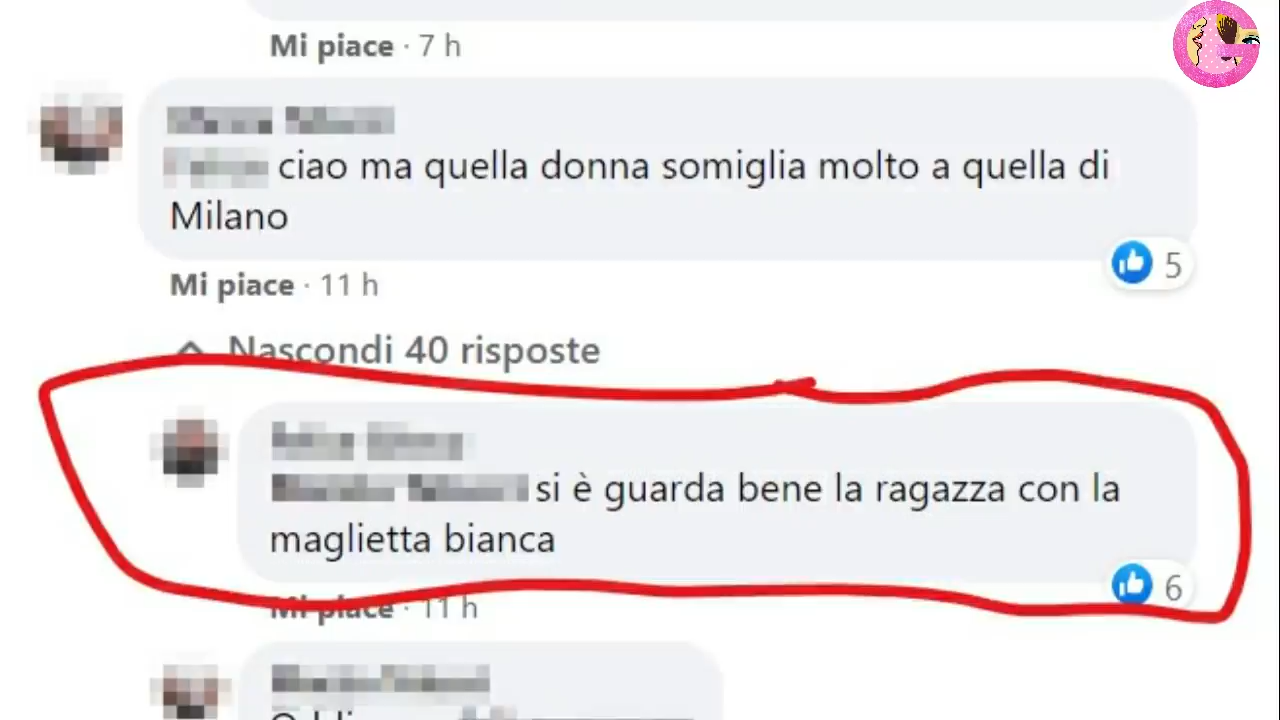 Mi piace · 7 h
ciao ma quella donna somiglia molto a quella di
Milano
5
Mi piace · 11 h
Nascondi 40 risposte
si è guarda bene la ragazza con la
maglietta bianca
6
Mi piace · 11 h